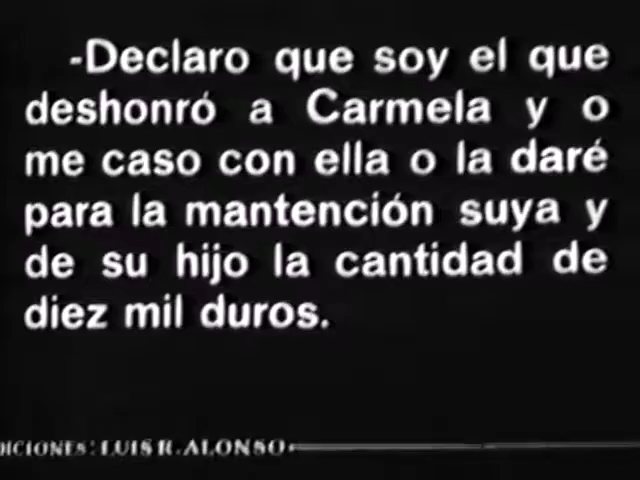 -Declaro que soy el que
deshonró a Carmela y o
me caso con ella o la daré
para la mantención suya y
de su hijo la cantidad de
diez mil duros.
DICIONES: LUIS R. ALONSO